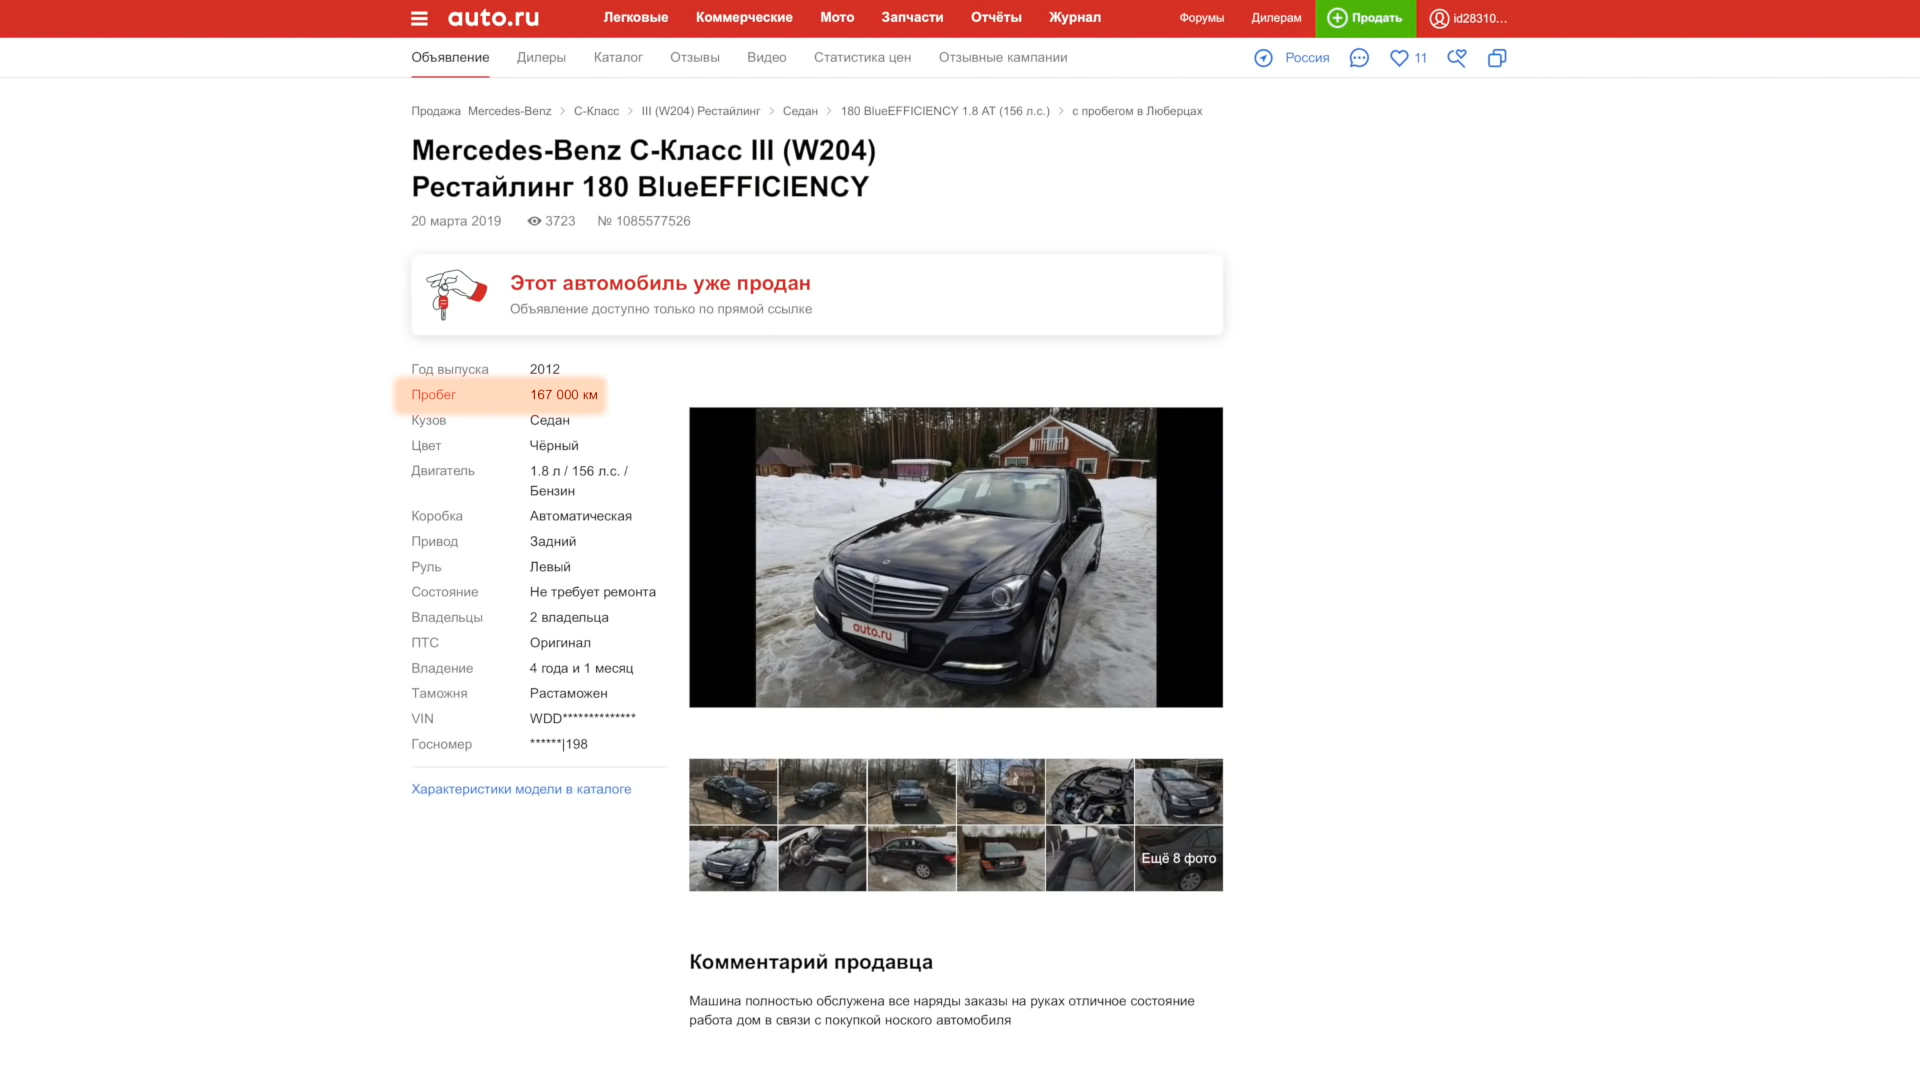 auto.ru Легковые Коммерческие Мото Запчасти Отчёты Журнал Форумы Дилерам Продать id28310...
Объявление Дилеры Каталог Отзывы Видео Статистика цен Отзывные кампании Россия 11
Продажа Mercedes-Benz > С-Класс > III (W204) Рестайлинг > Седан > 180 BlueEFFICIENCY 1.8 AT (156 л.с.) > с пробегом в Люберцах
Mercedes-Benz С-Класс III (W204)
Рестайлинг 180 BlueEFFICIENCY
20 марта 2019 3723 № 1085577526
Этот автомобиль уже продан
Объявление доступно только по прямой ссылке
Год выпуска 2012
Пробег 167 000 км
Кузов Седан
Цвет Чёрный
Двигатель 1.8 л / 156 л.с. /
Бензин
Коробка Автоматическая
Привод Задний
Руль Левый
Состояние Не требует ремонта
Владельцы 2 владельца
ПТС Оригинал
Владение 4 года и 1 месяц
Таможня Растаможен
VIN WDD**************
Госномер ******|198
Характеристики модели в каталоге
auto.ru
Ещё 8 фото
Комментарий продавца
Машина полностью обслужена все наряды заказы на руках отличное состояние
работа дом в связи с покупкой ноского автомобиля